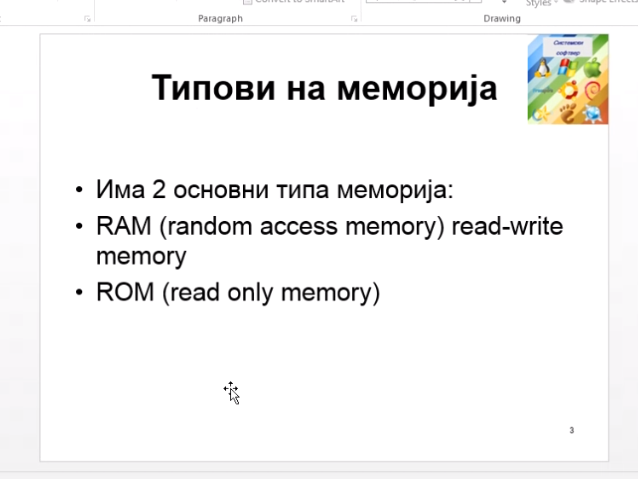 Convert to SmartArt
Styles
Shape Effects
Paragraph
Drawing
Системски
софтвер
Типови на меморија
• Има 2 основни типа меморија:
• RAM (random access memory) read-write
memory
• ROM (read only memory)
3